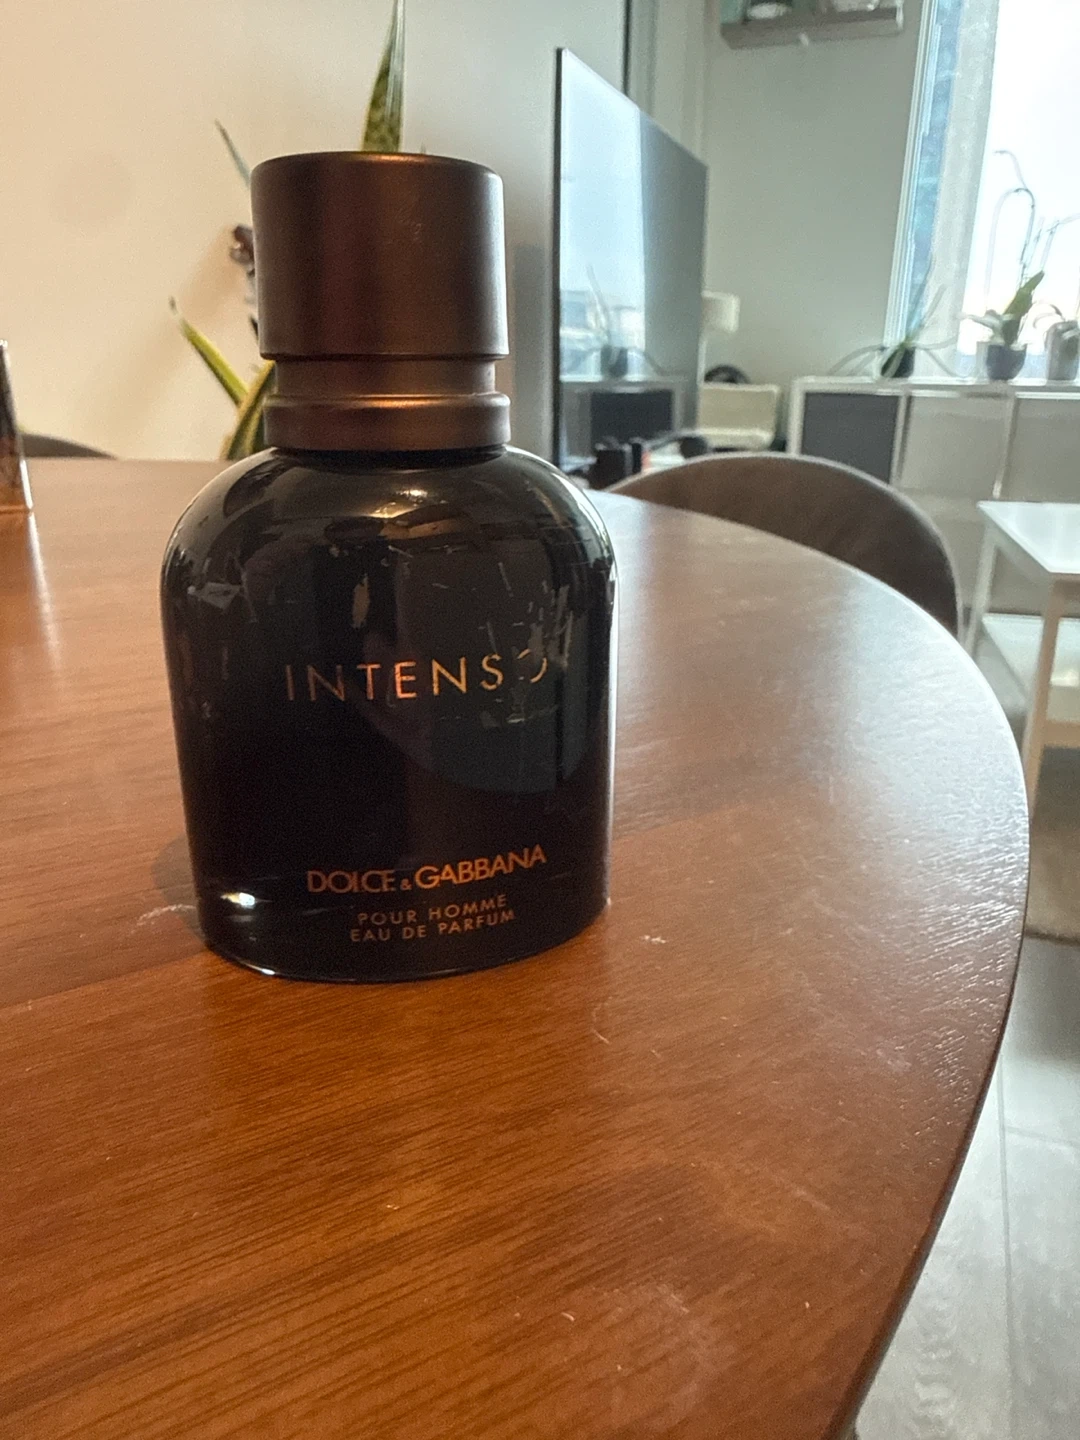 INTENSO
DOLCE & GABBANA
POUR HOMME
EAU DE PARFUM